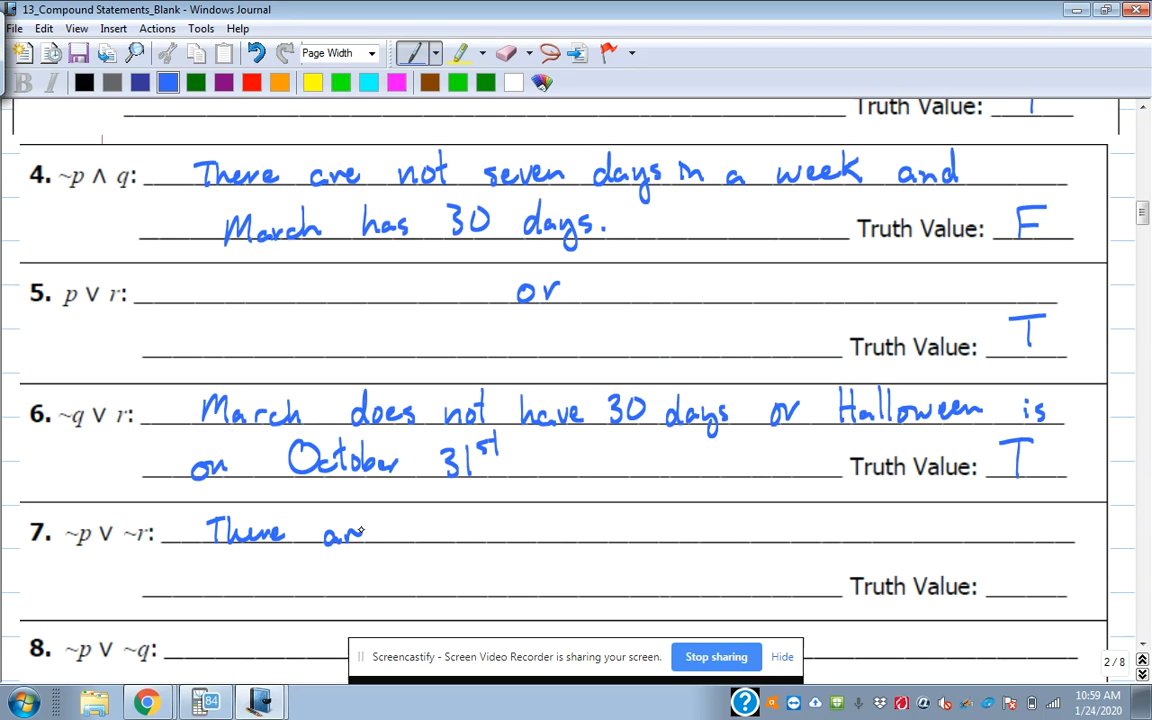 13_Compound Statements_Blank - Windows Journal
File Edit View Insert Actions Tools Help
Page Width
B I
Truth Value: T
4. ~p ∧ q: There are not seven days in a week and
March has 30 days. Truth Value: F
5. p ∨ r: or
Truth Value: T
6. ~q ∨ r: March does not have 30 days or Halloween is
on October 31st Truth Value: T
7. ~p ∨ ~r: There ar
Truth Value:
8. ~p ∨ ~q:
Screencastify - Screen Video Recorder is sharing your screen. Stop sharing Hide
2 / 8
84
10:59 AM
1/24/2020